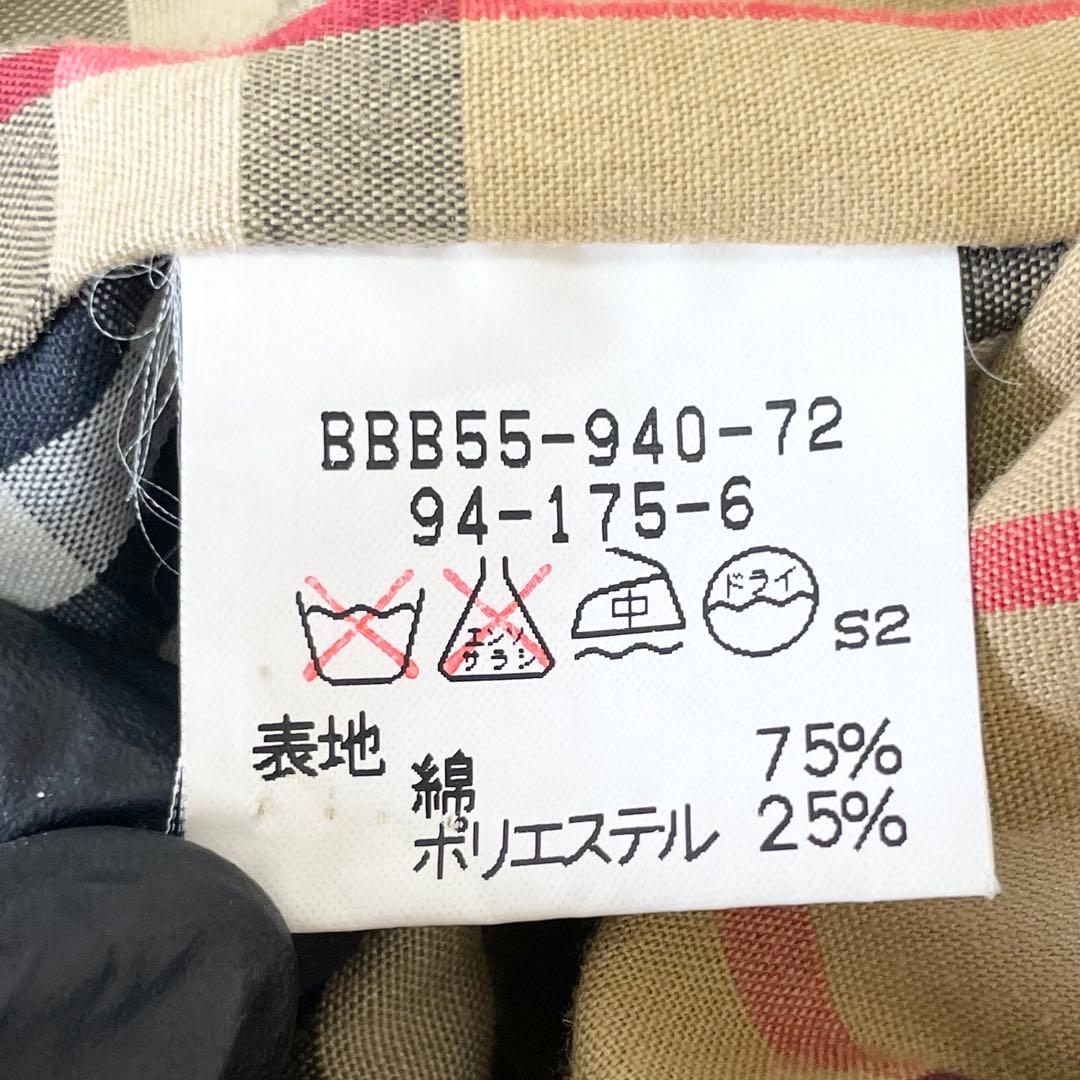 BBB55-940-72
94-175-6
エンソ
サラシ
中
ドライ
S2
表地
綿 75%
ポリエステル 25%